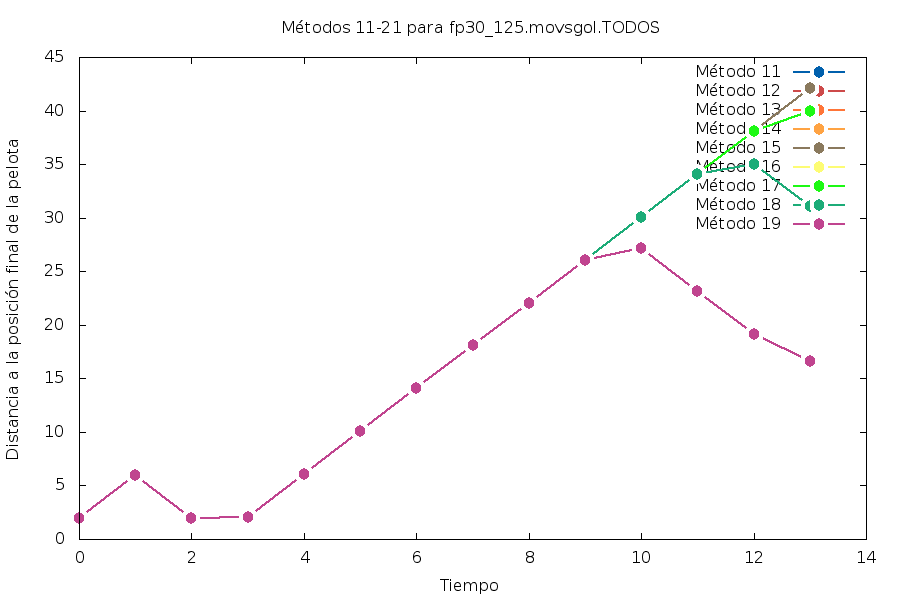 Métodos 11-21 para fp30_125.movsgol.TODOS
Distancia a la posición final de la pelota
45
40
35
30
25
20
15
10
5
0
0 2 4 6 8 10 12 14
Tiempo
Método 11
Método 12
Método 13
Método 14
Método 15
Método 16
Método 17
Método 18
Método 19